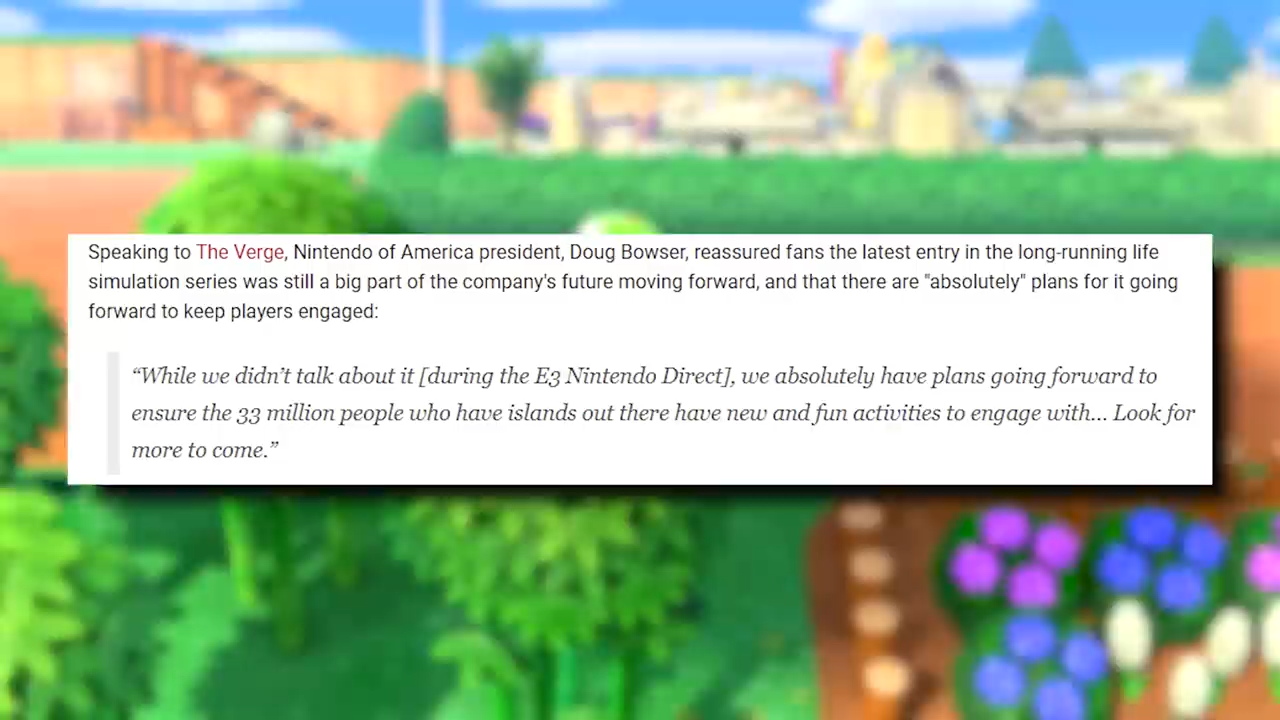 Speaking to The Verge, Nintendo of America president, Doug Bowser, reassured fans the latest entry in the long-running life
simulation series was still a big part of the company's future moving forward, and that there are "absolutely" plans for it going
forward to keep players engaged:
“While we didn’t talk about it [during the E3 Nintendo Direct], we absolutely have plans going forward to
ensure the 33 million people who have islands out there have new and fun activities to engage with... Look for
more to come.”